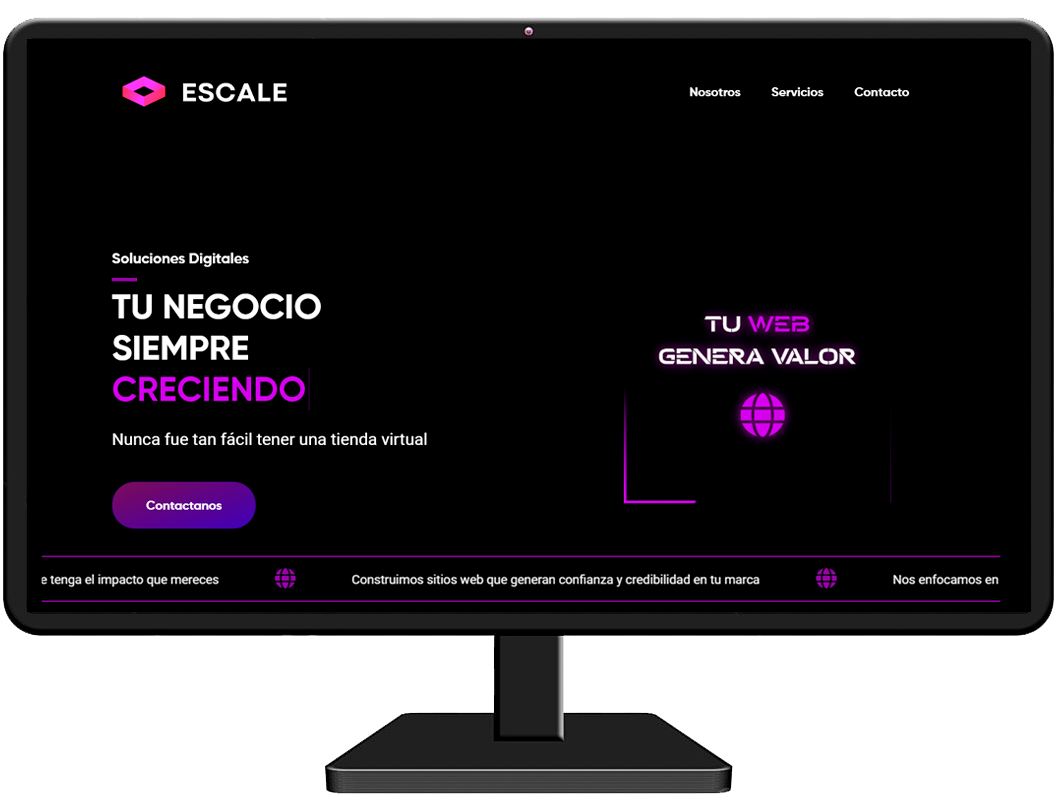 ESCALE
Nosotros Servicios Contacto
Soluciones Digitales
TU NEGOCIO
SIEMPRE
CRECIENDO
Nunca fue tan fácil tener una tienda virtual
Contactanos
TU WEB
GENERA VALOR
e tenga el impacto que mereces Construimos sitios web que generan confianza y credibilidad en tu marca Nos enfocamos en